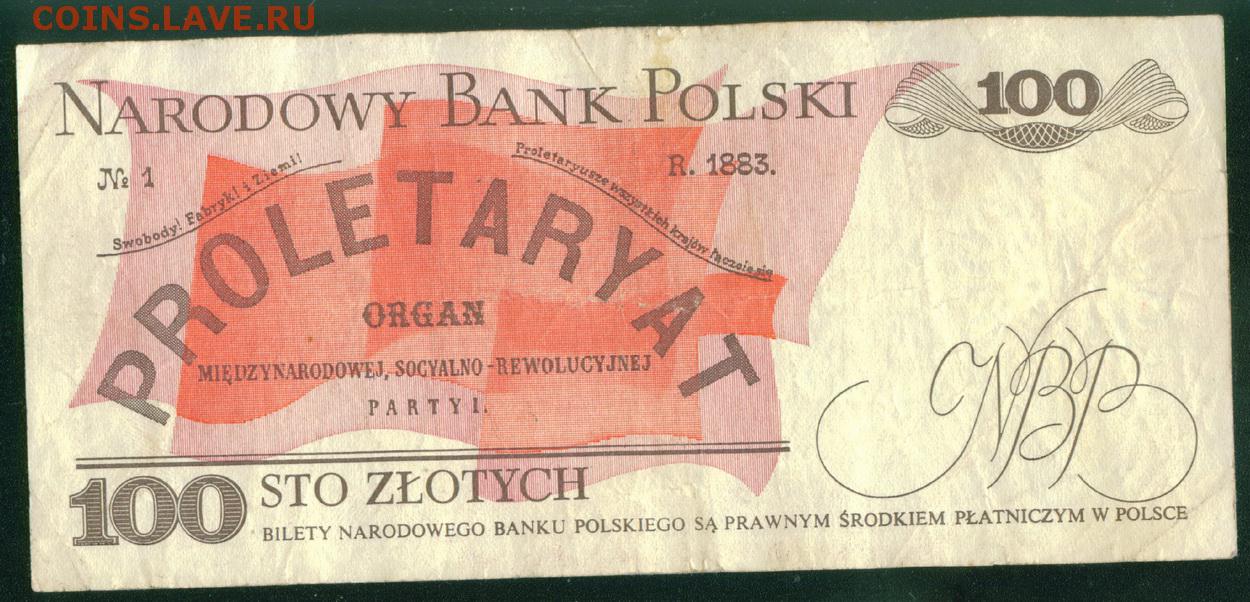 COINS.LAVE.RU
NARODOWY BANK POLSKI
100
№ 1
R. 1883.
Swobody! Fabryk! i Ziemi!
Proletaryusze wszystkich krajów łączcie się
PROLETARYAT
ORGAN
MIĘDZYNARODOWEJ, SOCYALNO-REWOLUCYJNEJ
PARTYI.
NBP
100 STO ZŁOTYCH
BILETY NARODOWEGO BANKU POLSKIEGO SĄ PRAWNYM ŚRODKIEM PŁATNICZYM W POLSCE